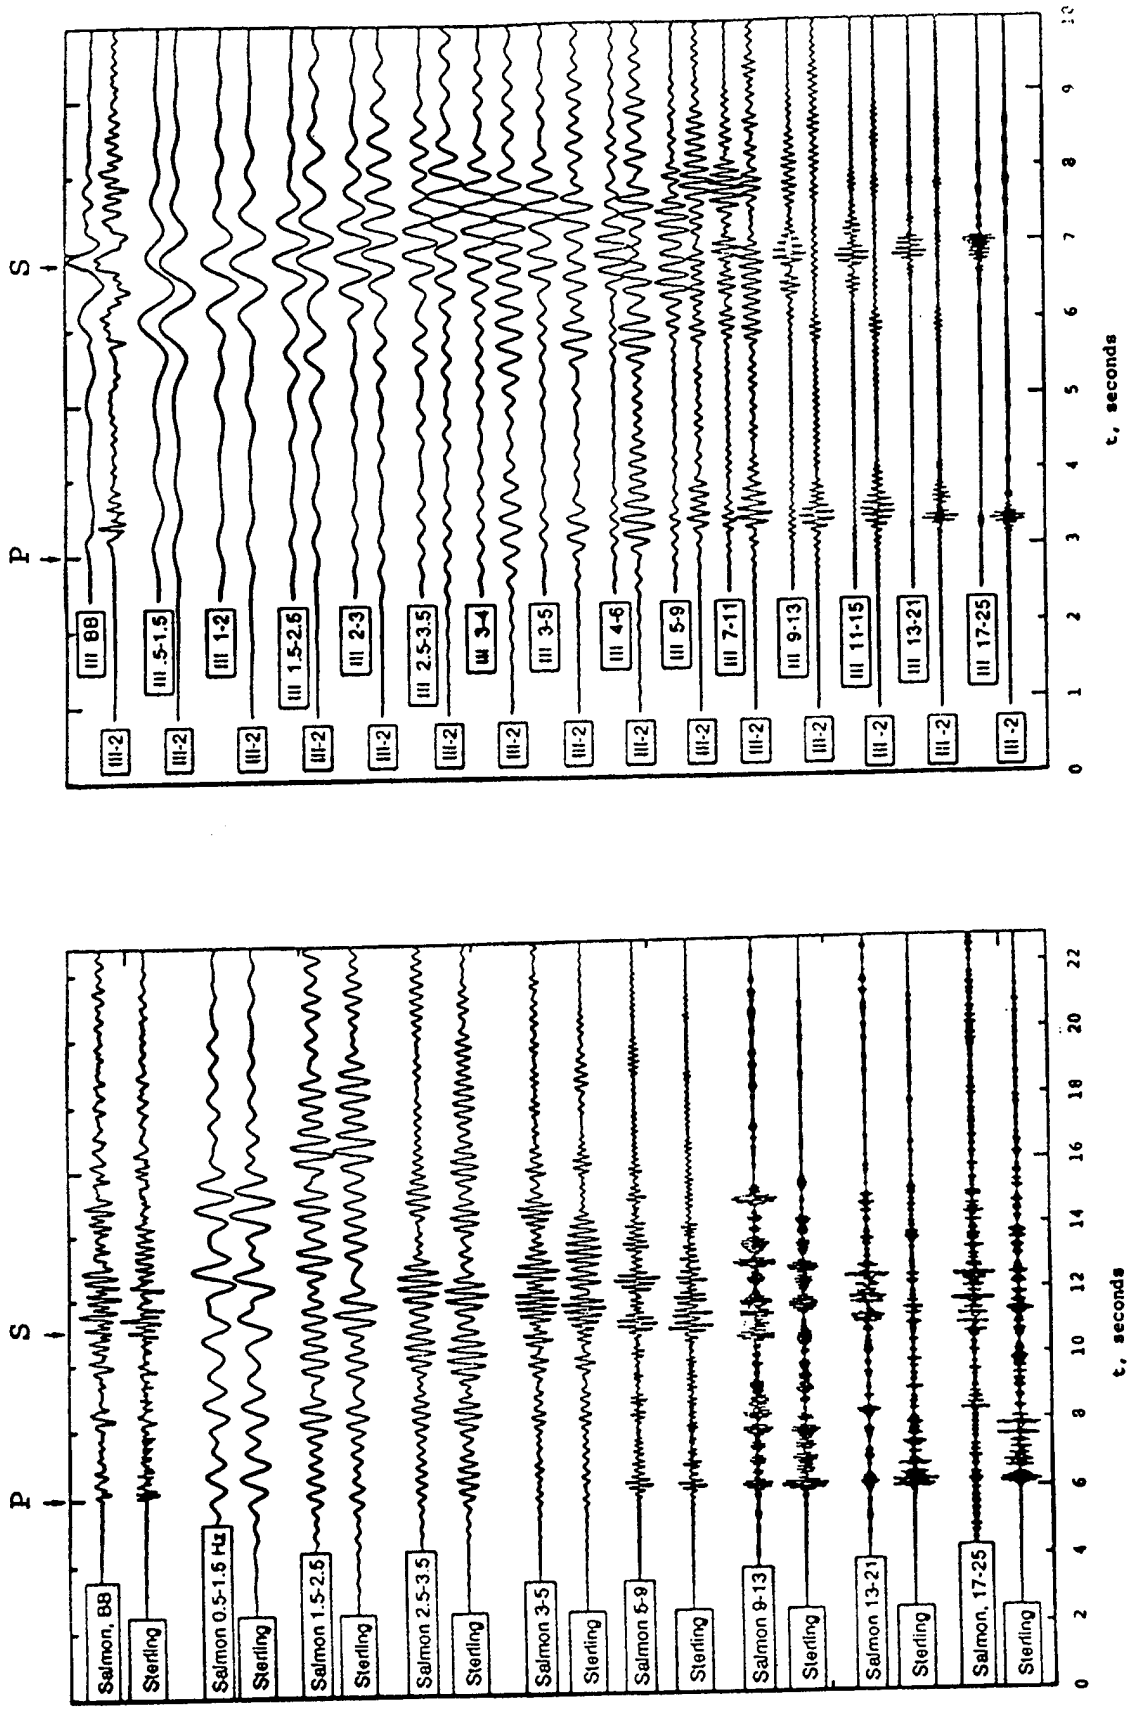 P
S
Salmon, BB
Sterling
Salmon 0.5-1.5 Hz
Sterling
Salmon 1.5-2.5
Sterling
Salmon 2.5-3.5
Sterling
Salmon 3-5
Sterling
Salmon 5-9
Sterling
Salmon 9-13
Sterling
Salmon 13-21
Sterling
Salmon, 17-25
Sterling
0 2 4 6 8 10 12 14 16 18 20 22
t, seconds
P
S
III BB
III-2
III .5-1.5
III-2
III 1-2
III-2
III 1.5-2.5
III-2
III 2-3
III-2
III 2.5-3.5
III-2
III 3-4
III-2
III 3-5
III-2
III 4-6
III-2
III 5-9
III-2
III 7-11
III-2
III 9-13
III-2
III 11-15
III -2
III 13-21
III -2
III 17-25
III -2
0 1 2 3 4 5 6 7 8 9 10
t, seconds